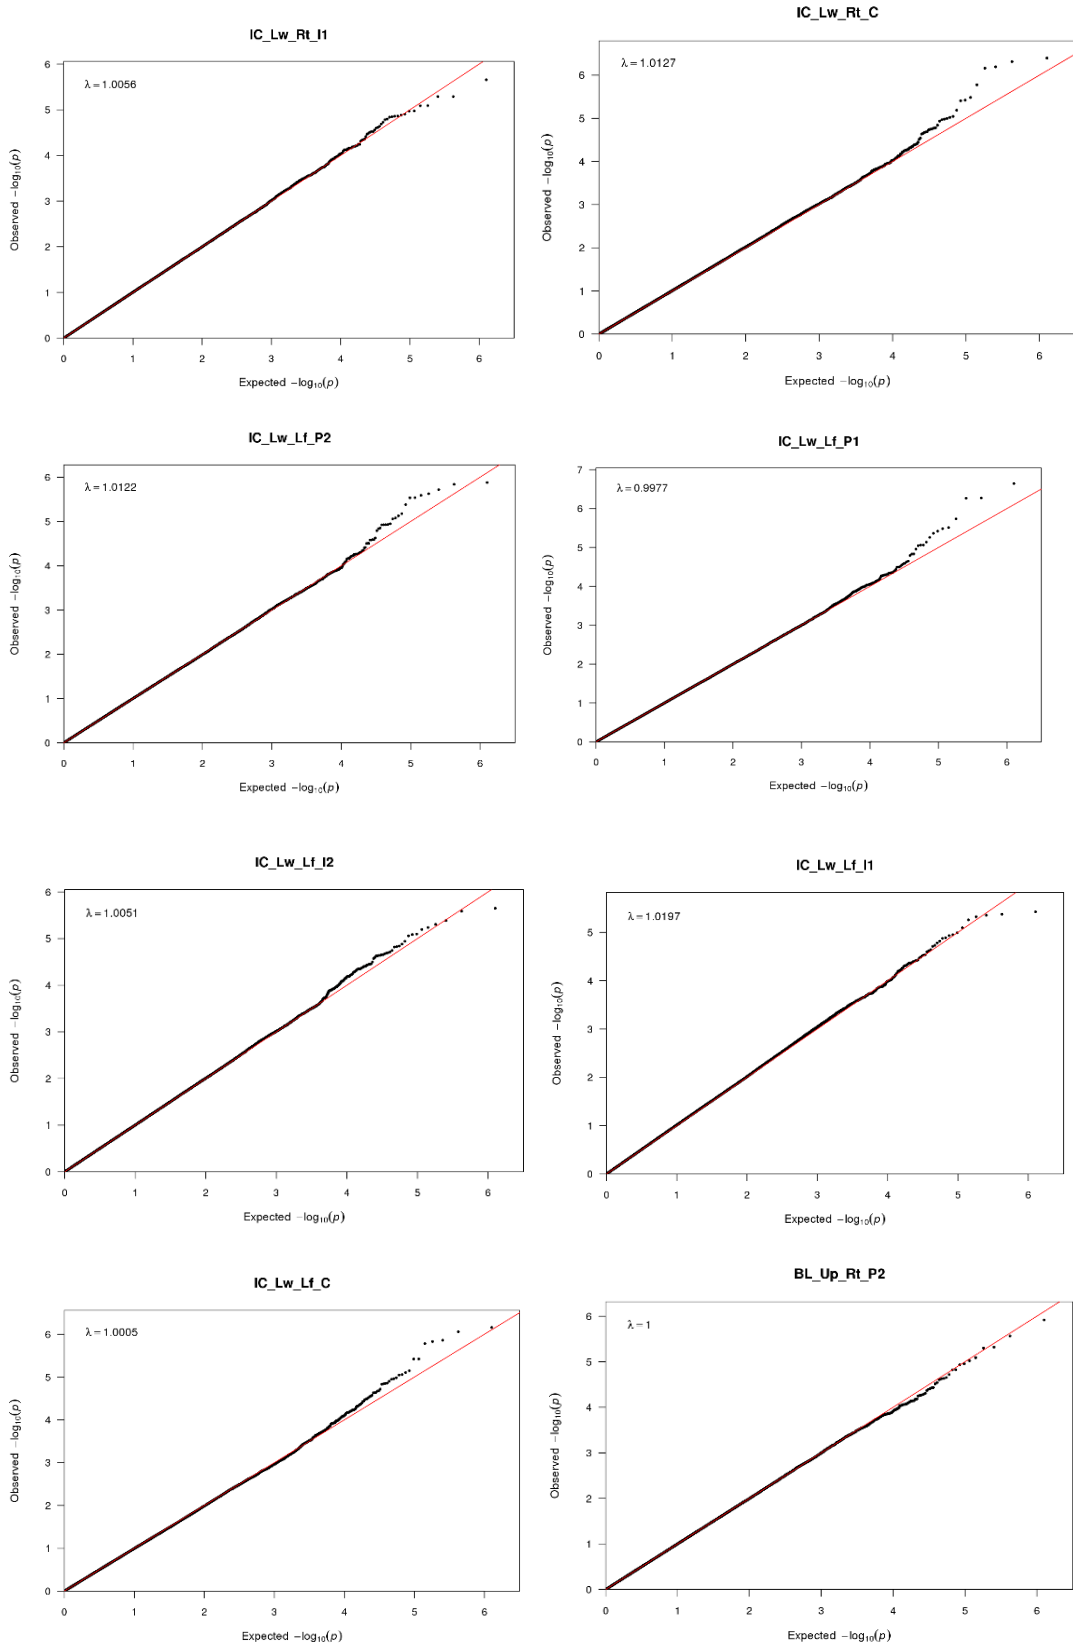 IC_Lw_Rt_I1
λ = 1.0056
Observed −log10(p)
6
5
4
3
2
1
0
0 1 2 3 4 5 6
Expected −log10(p)
IC_Lw_Rt_C
λ = 1.0127
Observed −log10(p)
6
5
4
3
2
1
0
0 1 2 3 4 5 6
Expected −log10(p)
IC_Lw_Lf_P2
λ = 1.0122
Observed −log10(p)
6
5
4
3
2
1
0
0 1 2 3 4 5 6
Expected −log10(p)
IC_Lw_Lf_P1
λ = 0.9977
Observed −log10(p)
7
6
5
4
3
2
1
0
0 1 2 3 4 5 6
Expected −log10(p)
IC_Lw_Lf_I2
λ = 1.0051
Observed −log10(p)
6
5
4
3
2
1
0
0 1 2 3 4 5 6
Expected −log10(p)
IC_Lw_Lf_I1
λ = 1.0197
Observed −log10(p)
5
4
3
2
1
0
0 1 2 3 4 5 6
Expected −log10(p)
IC_Lw_Lf_C
λ = 1.0005
Observed −log10(p)
6
5
4
3
2
1
0
0 1 2 3 4 5 6
Expected −log10(p)
BL_Up_Rt_P2
λ = 1
Observed −log10(p)
6
5
4
3
2
1
0
0 1 2 3 4 5 6
Expected −log10(p)